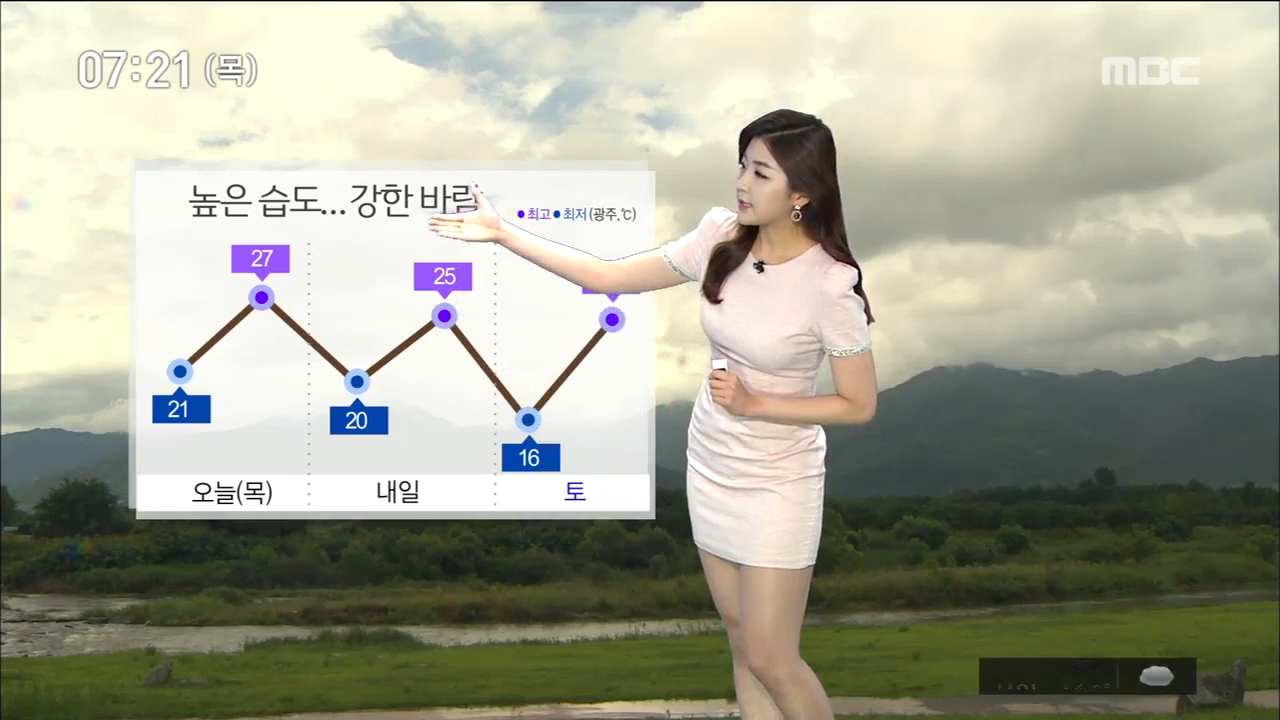 07:21 (목)
MBC
높은 습도... 강한 바람
최고 최저 (광주,℃)
27
25
21
20
16
오늘(목)
내일
토